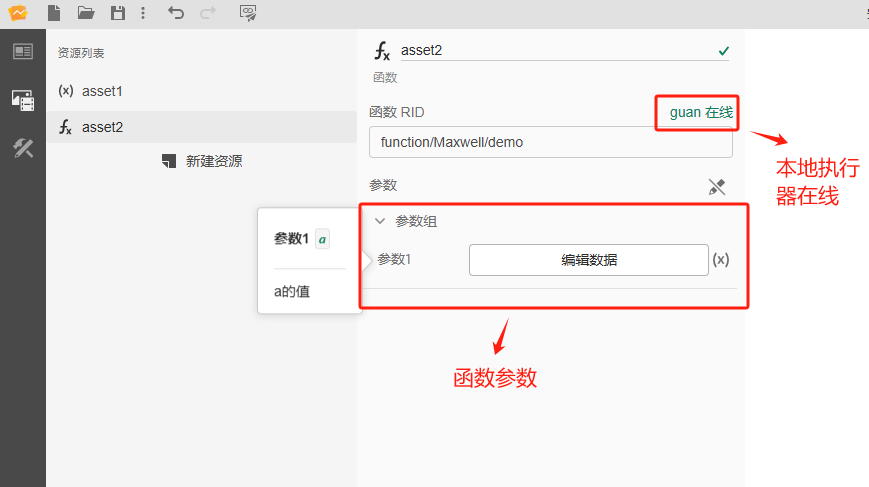 资源列表
(x) asset1
fx asset2
新建资源
fx asset2
函数
函数 RID
guan 在线
function/Maxwell/demo
参数
参数组
参数1
编辑数据
(x)
参数1 a
a的值
本地执行
器在线
函数参数